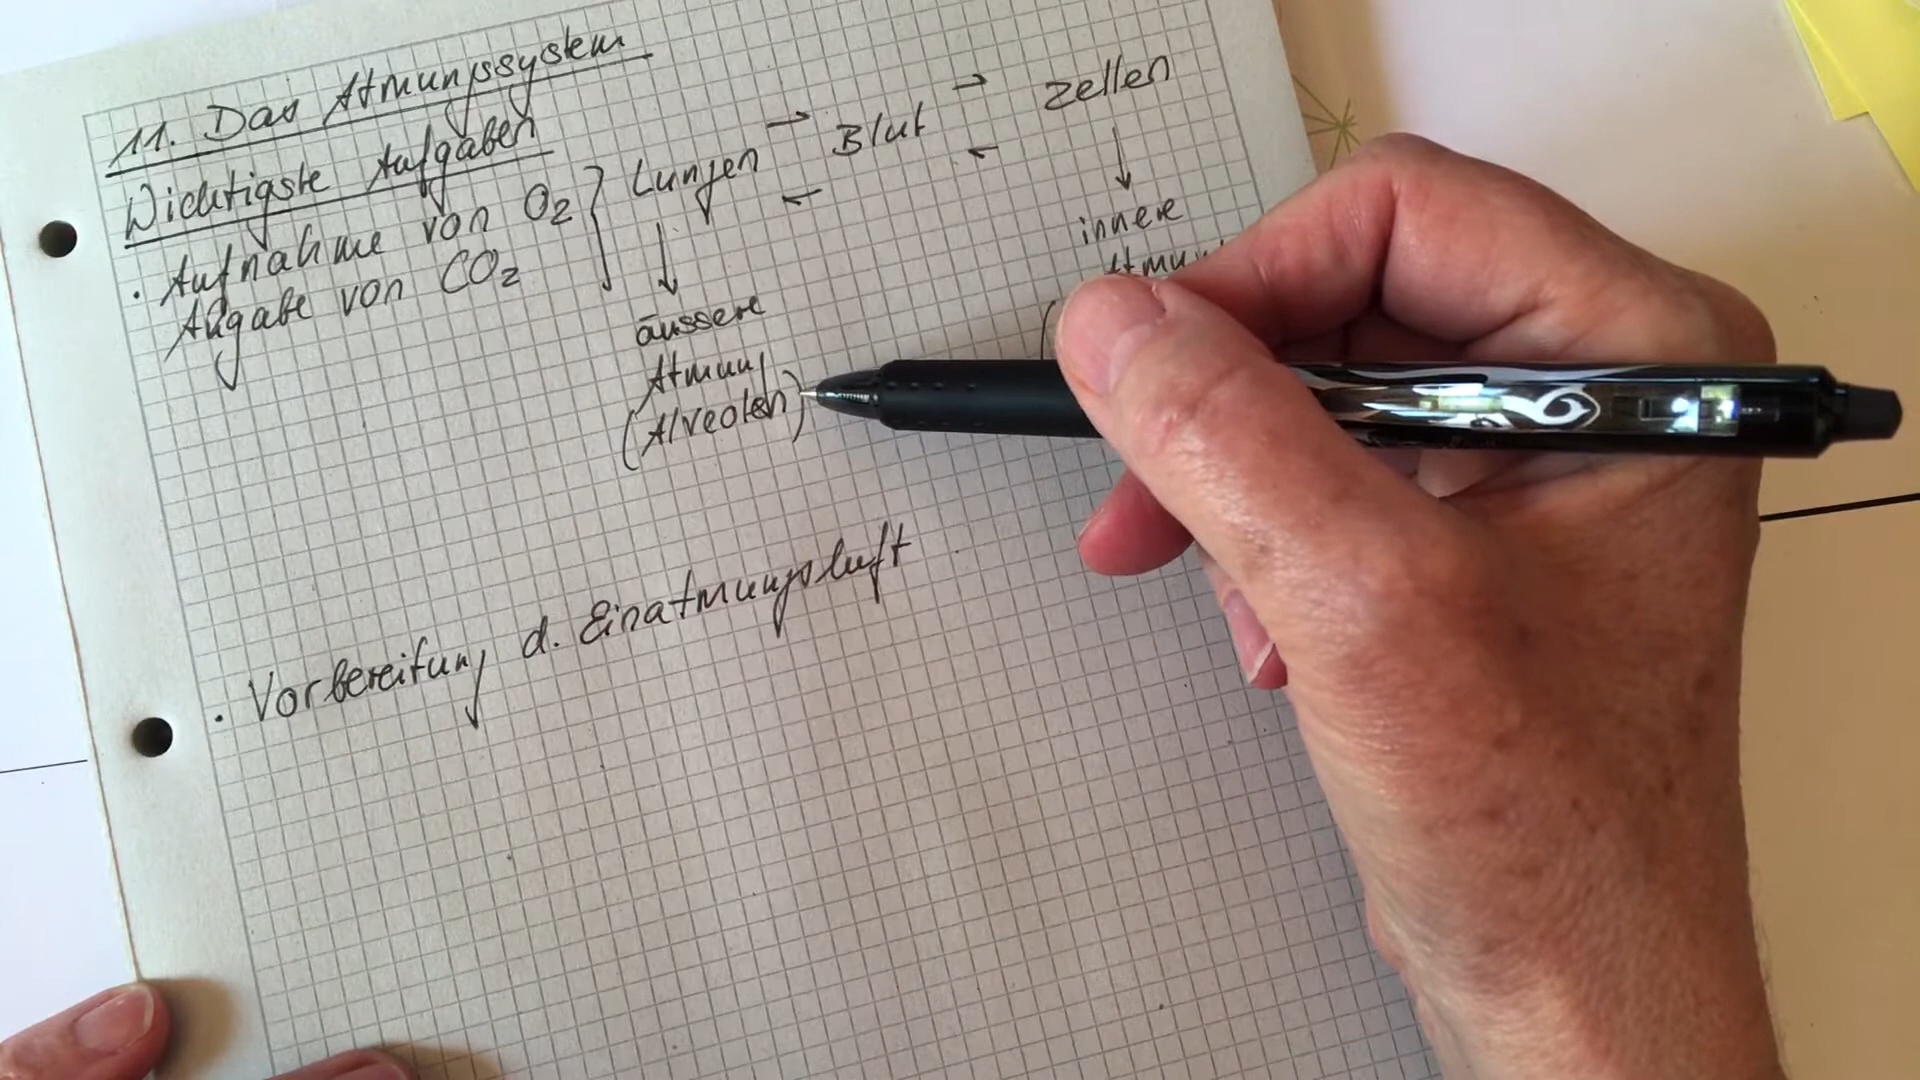 11. Das Atmungssystem
Wichtigste Aufgaben
· Aufnahme von O2 } Lungen → ← Blut → ← Zellen
Abgabe von CO2
↓
äussere
Atmung
(Alveolen)
↓
innere
· Vorbereitung d. Einatmungsluft